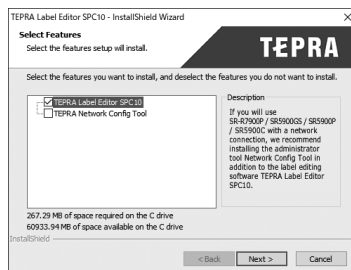 TEPRA Label Editor SPC10 - InstallShield Wizard
Select Features
Select the features setup will install.
TEPRA
Select the features you want to install, and deselect the features you do not want to install.
TEPRA Label Editor SPC10
TEPRA Network Config Tool
Description
If you will use
SR-R7900P / SR5900GS / SR5900P
/ SR5900C with a network
connection, we recommend
installing the administrator
tool Network Config Tool in
addition to the label editing
software TEPRA Label Editor
SPC10.
267.29 MB of space required on the C drive
60933.94 MB of space available on the C drive
InstallShield
< Back
Next >
Cancel